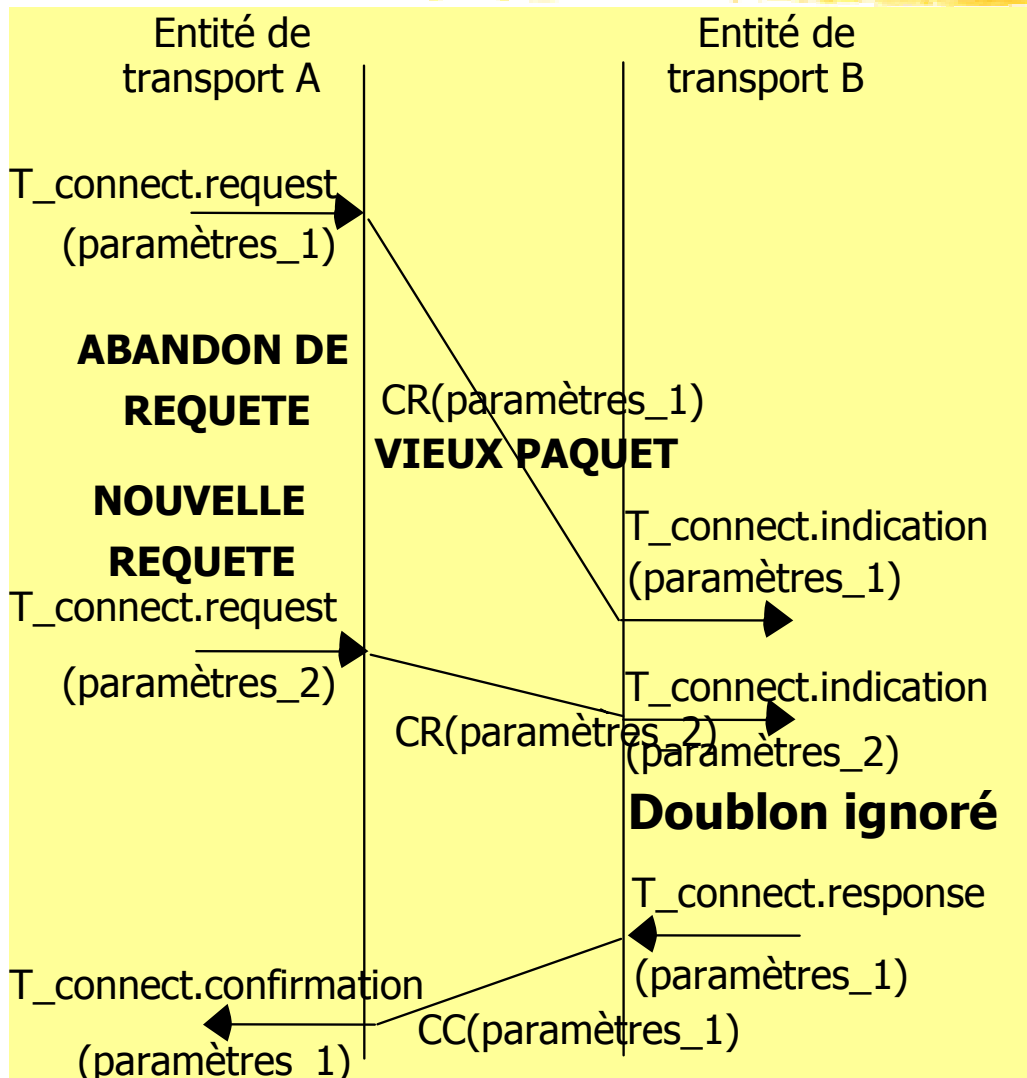 Entité de
transport A
Entité de
transport B
T_connect.request
(paramètres_1)
ABANDON DE
REQUETE
CR(paramètres_1)
VIEUX PAQUET
NOUVELLE
REQUETE
T_connect.indication
(paramètres_1)
T_connect.request
(paramètres_2)
T_connect.indication
CR(paramètres_2)
(paramètres_2)
Doublon ignoré
T_connect.response
(paramètres_1)
T_connect.confirmation
CC(paramètres_1)
(paramètres_1)